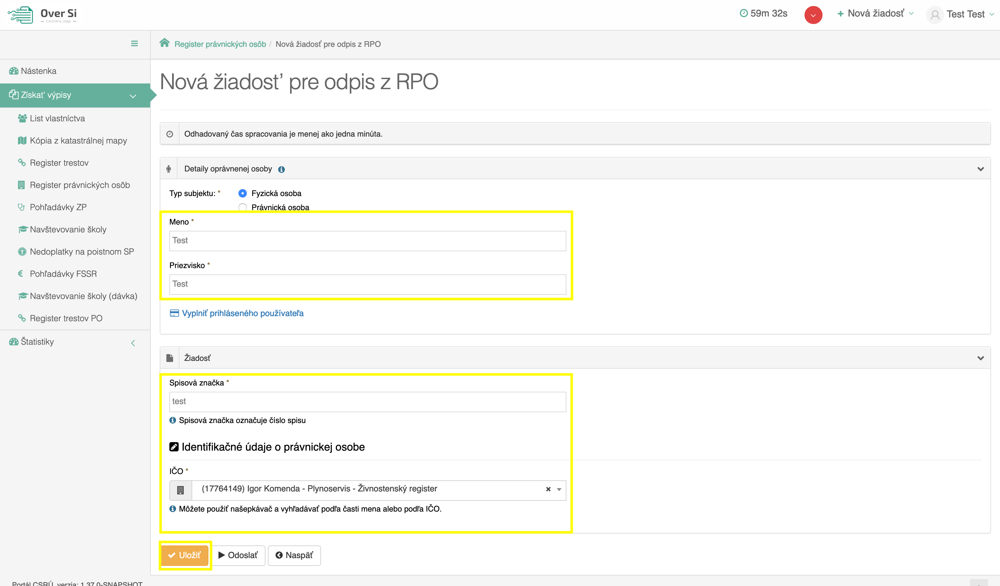 Over Si
Centrálne údaje
59m 32s
Nová žiadosť
Test Test
Register právnických osôb / Nová žiadosť pre odpis z RPO
Nástenka
Získať výpisy
List vlastníctva
Kópia z katastrálnej mapy
Register trestov
Register právnických osôb
Pohľadávky ZP
Navštevovanie školy
Nedoplatky na poistnom SP
Pohľadávky FSSR
Navštevovanie školy (dávka)
Register trestov PO
Štatistiky
Nová žiadosť pre odpis z RPO
Odhadovaný čas spracovania je menej ako jedna minúta.
Detaily oprávnenej osoby
Typ subjektu: *
Fyzická osoba
Právnická osoba
Meno *
Test
Priezvisko *
Test
Vyplniť prihláseného používateľa
Žiadosť
Spisová značka *
test
Spisová značka označuje číslo spisu
Identifikačné údaje o právnickej osobe
IČO *
(17764149) Igor Komenda - Plynoservis - Živnostenský register
Môžete použiť našepkávač a vyhľadávať podľa časti mena alebo podľa IČO.
Uložiť
Odoslať
Naspäť
Portál CSRÚ, verzia: 1.37.0-SNAPSHOT